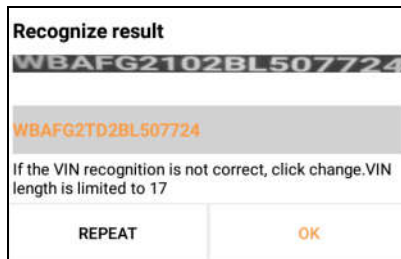 Recognize result
WBAFG2102BL507724
WBAFG2TD2BL507724
If the VIN recognition is not correct, click change.VIN
length is limited to 17
REPEAT OK